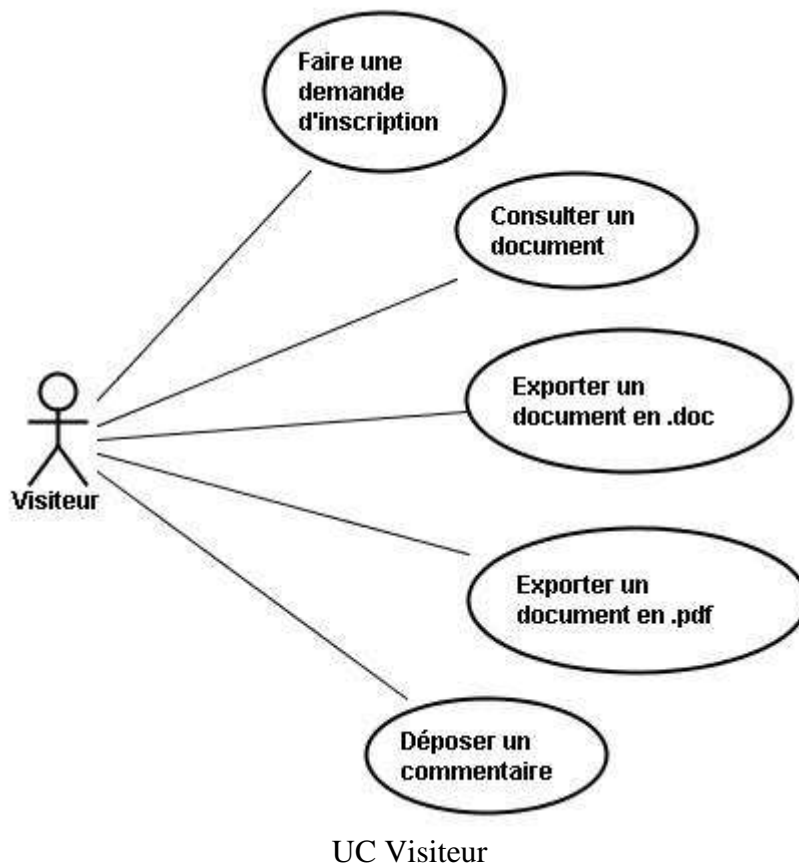 Faire une
demande
d'inscription
Consulter un
document
Exporter un
document en .doc
Visiteur
Exporter un
document en .pdf
Déposer un
commentaire
UC Visiteur